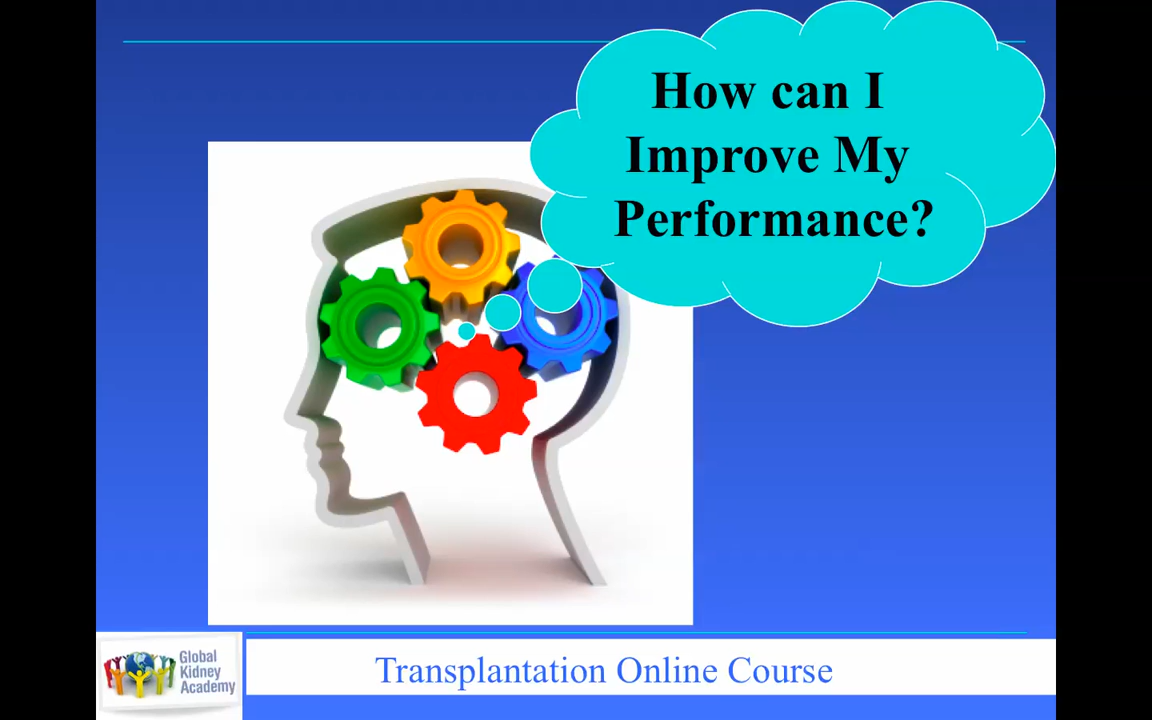 How can I
Improve My
Performance?
Global
Kidney
Academy
Transplantation Online Course